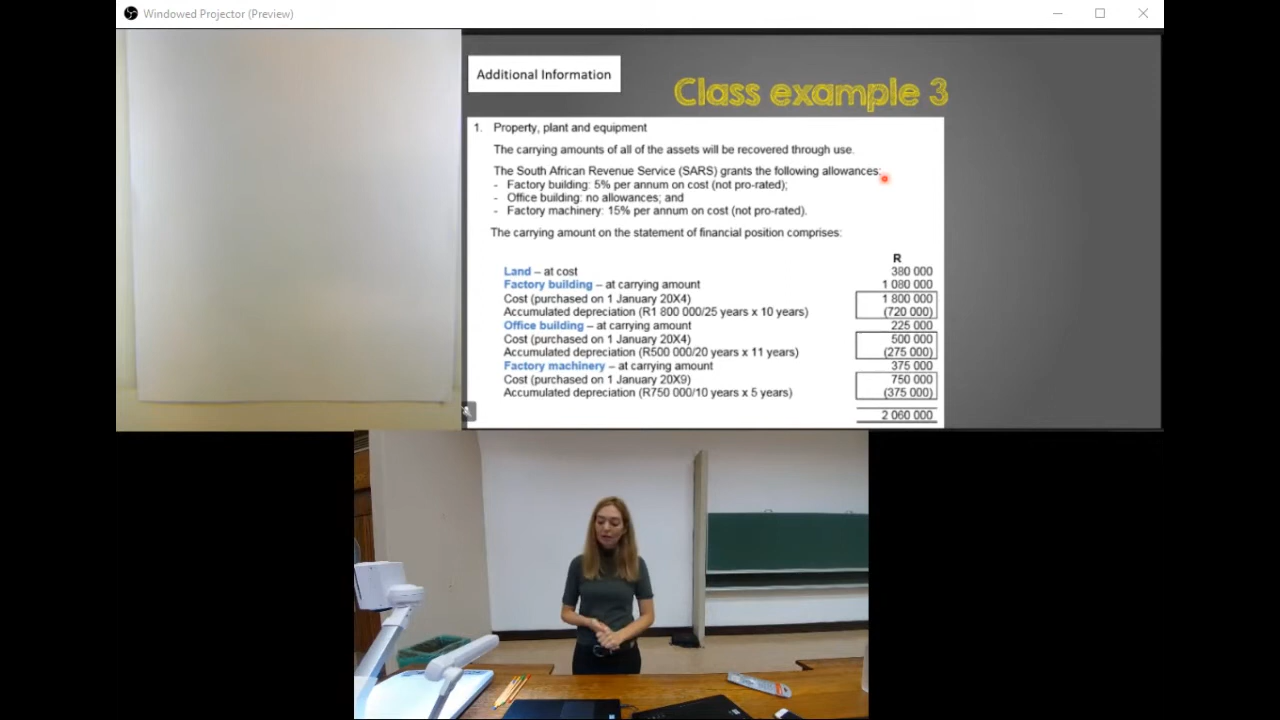 Windowed Projector (Preview)
Additional Information
Class example 3
1. Property, plant and equipment
The carrying amounts of all of the assets will be recovered through use.
The South African Revenue Service (SARS) grants the following allowances:
- Factory building: 5% per annum on cost (not pro-rated);
- Office building: no allowances; and
- Factory machinery: 15% per annum on cost (not pro-rated).
The carrying amount on the statement of financial position comprises:
R
Land – at cost 380 000
Factory building – at carrying amount 1 080 000
Cost (purchased on 1 January 20X4) 1 800 000
Accumulated depreciation (R1 800 000/25 years x 10 years) (720 000)
Office building – at carrying amount 225 000
Cost (purchased on 1 January 20X4) 500 000
Accumulated depreciation (R500 000/20 years x 11 years) (275 000)
Factory machinery – at carrying amount 375 000
Cost (purchased on 1 January 20X9) 750 000
Accumulated depreciation (R750 000/10 years x 5 years) (375 000)
2 060 000